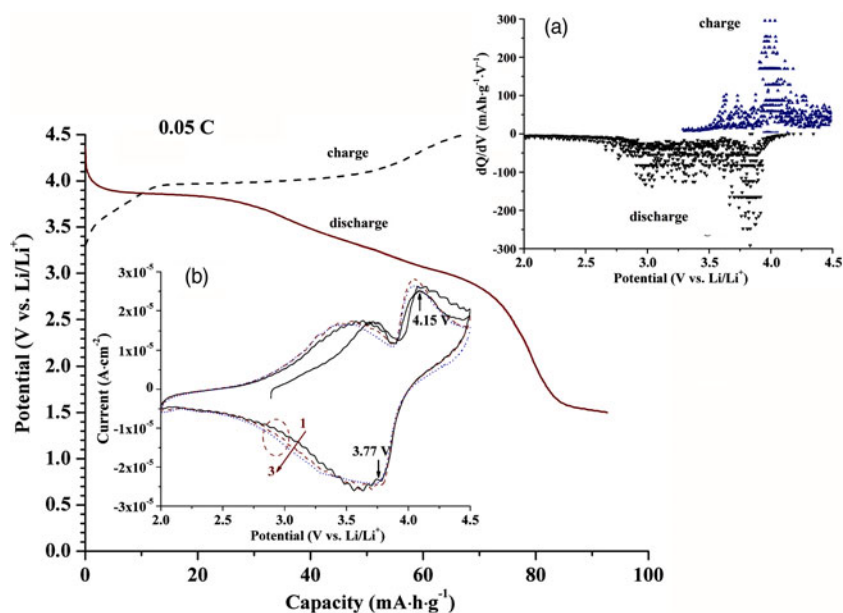 (a)
charge
300
200
100
0
-100
-200
-300
dQ/dV (mAh·g⁻¹·V⁻¹)
discharge
2.0 2.5 3.0 3.5 4.0 4.5
Potential (V vs. Li/Li⁺)
0.05 C
charge
discharge
4.5
4.0
3.5
3.0
2.5
2.0
1.5
1.0
0.5
0.0
Potential (V vs. Li/Li⁺)
(b)
3x10⁻⁵
2x10⁻⁵
1x10⁻⁵
0
-1x10⁻⁵
-2x10⁻⁵
-3x10⁻⁵
Current (A·cm⁻²)
4.15 V
3.77 V
1
3
2.0 2.5 3.0 3.5 4.0 4.5
Potential (V vs. Li/Li⁺)
0 20 40 60 80 100
Capacity (mA·h·g⁻¹)